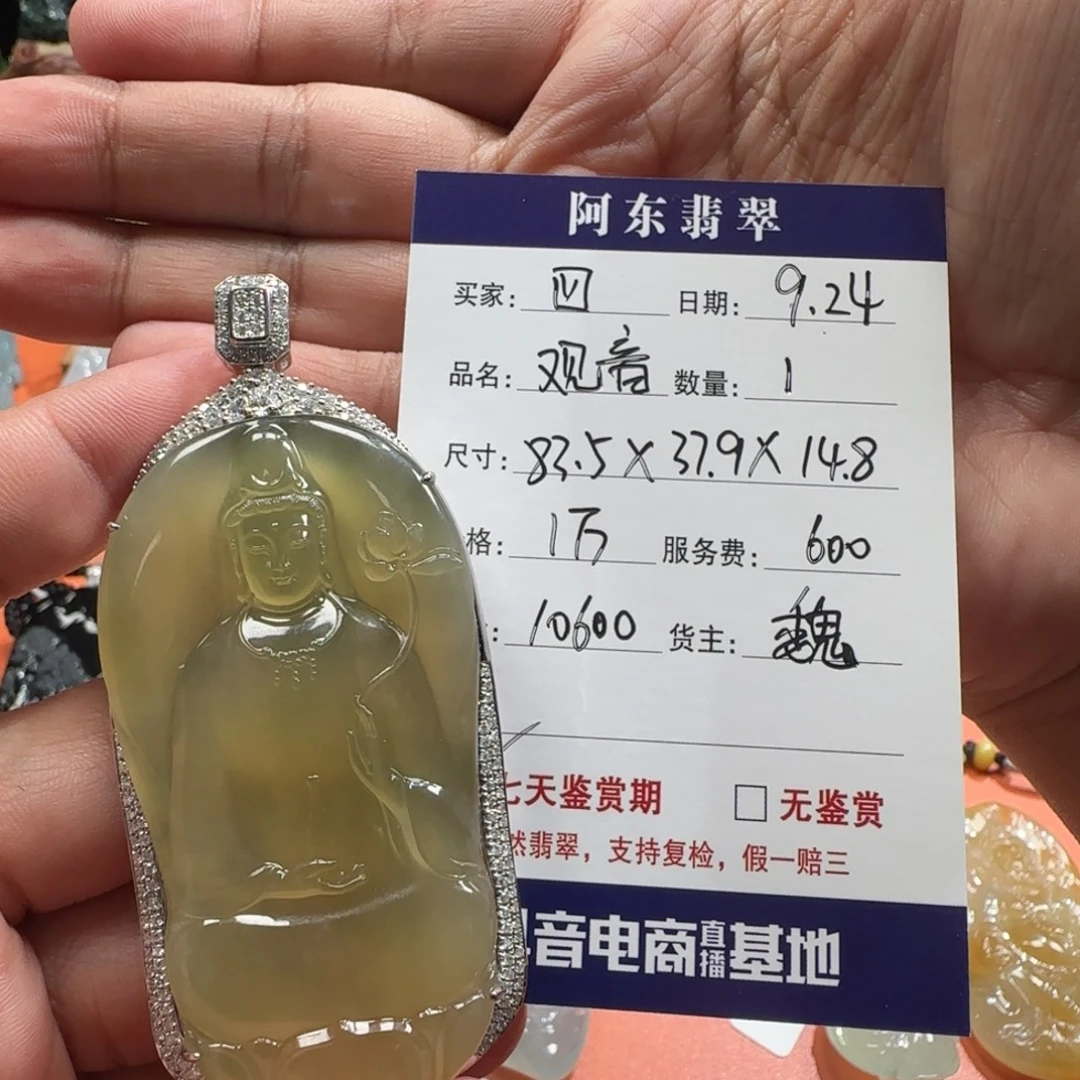 阿东翡翠
买家: 四 日期: 9.24
品名: 观音 数量: 1
尺寸: 83.5X37.9X14.8
格: 1万 服务费: 600
: 10600 货主: 魏
七天鉴赏期 □ 无鉴赏
然翡翠，支持复检，假一赔三
音电商直播基地